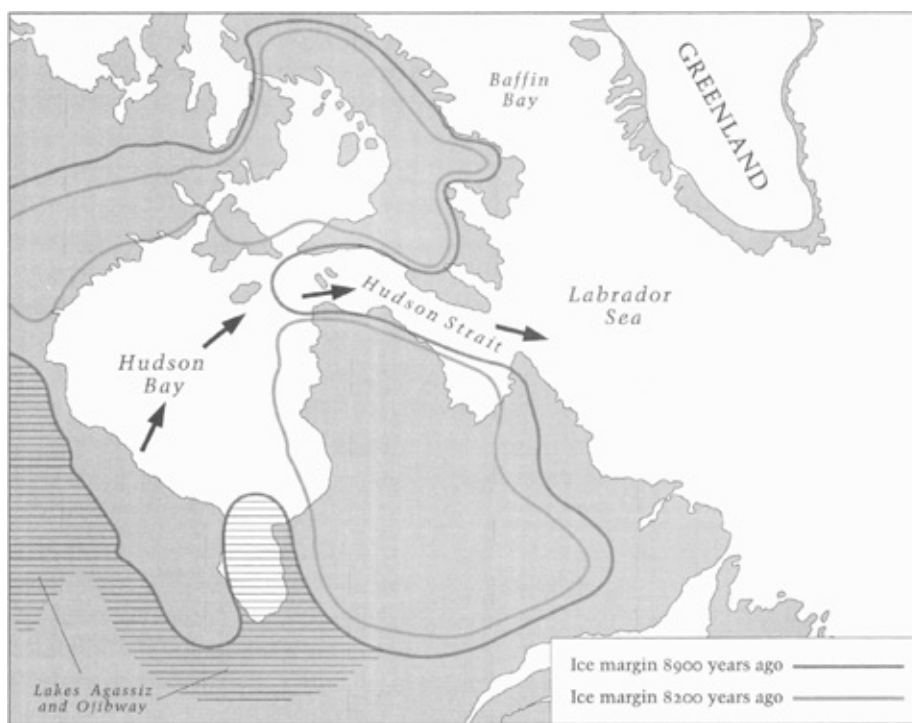 Baffin
Bay
GREENLAND
Labrador
Sea
Hudson Strait
Hudson
Bay
Lakes Agassiz
and Ojibway
Ice margin 8900 years ago
Ice margin 8200 years ago